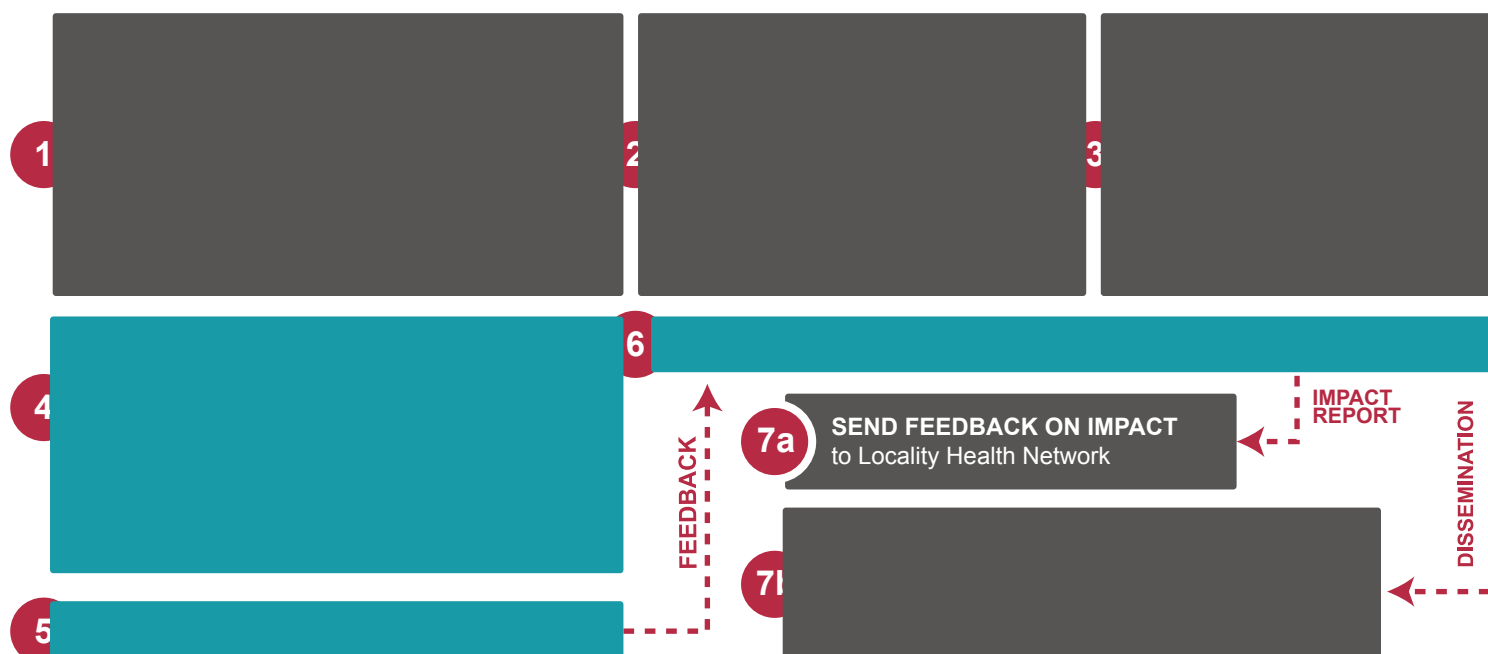 1
2
3
4
6
7a
SEND FEEDBACK ON IMPACT
to Locality Health Network
IMPACT
REPORT
FEEDBACK
DISSEMINATION
7b
5